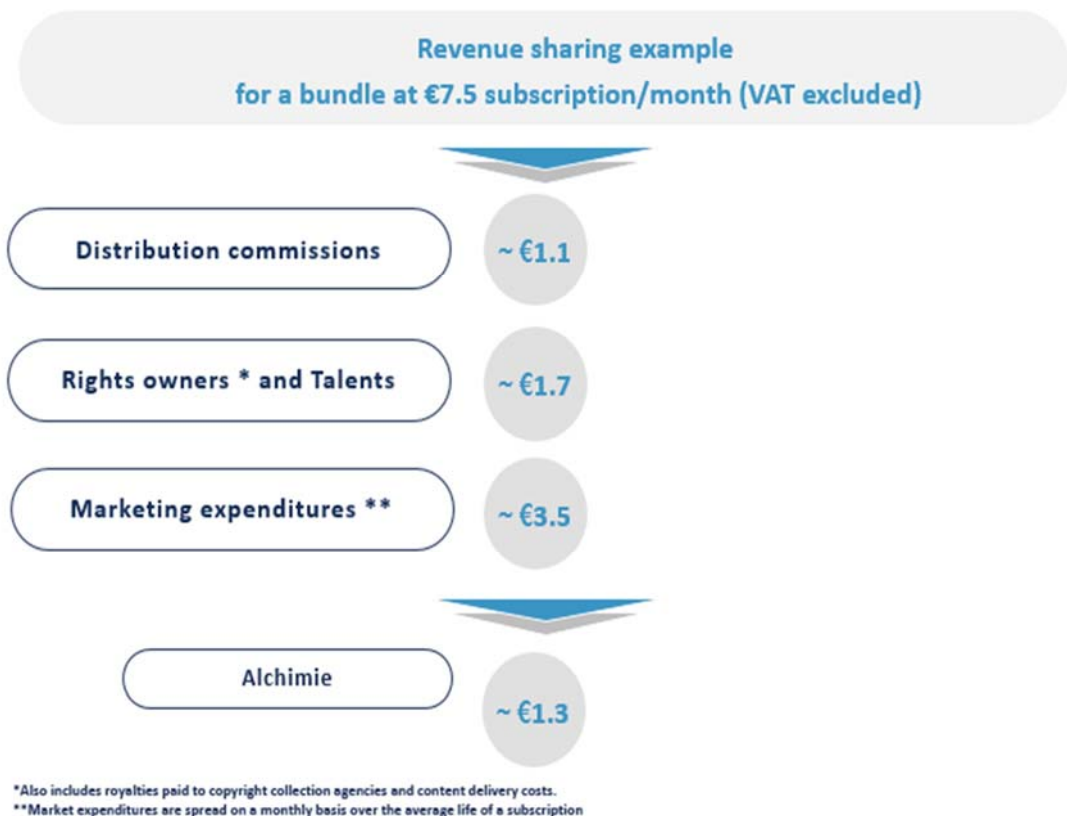 Revenue sharing example
for a bundle at €7.5 subscription/month (VAT excluded)
Distribution commissions
~ €1.1
Rights owners * and Talents
~ €1.7
Marketing expenditures **
~ €3.5
Alchimie
~ €1.3
*Also includes royalties paid to copyright collection agencies and content delivery costs.
**Market expenditures are spread on a monthly basis over the average life of a subscription